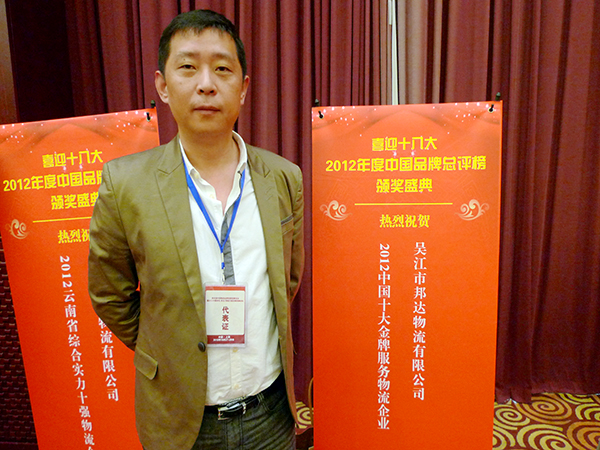 喜迎十八大
2012年度中国品牌
颁奖盛典
热烈
物流有限公司
2012云南省综合实力十强物流
代表证
喜迎十八大
2012年度中国品牌总评榜
颁奖盛典
热烈祝贺
吴江市邦达物流有限公司
2012中国十大金牌服务物流企业